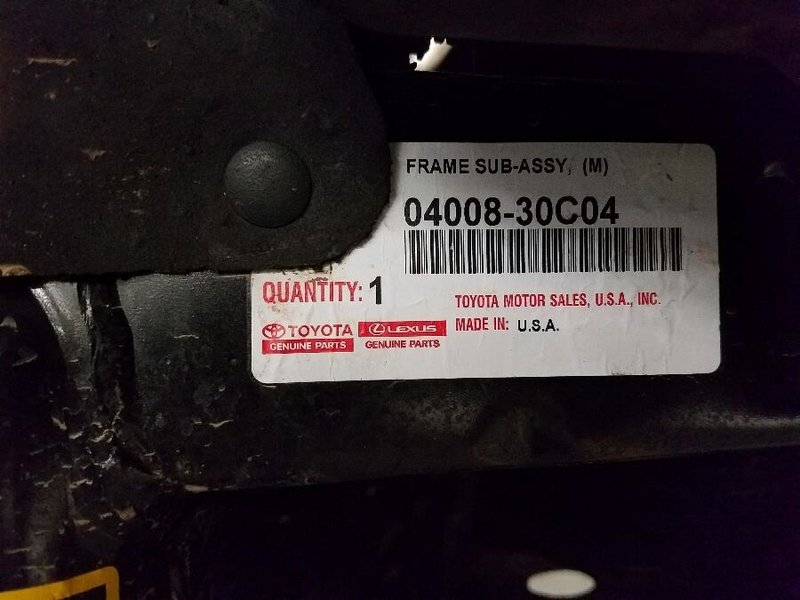 FRAME SUB-ASSY, (M)
04008-30C04
QUANTITY: 1
TOYOTA MOTOR SALES, U.S.A., INC.
MADE IN: U.S.A.
TOYOTA
GENUINE PARTS
LEXUS
GENUINE PARTS